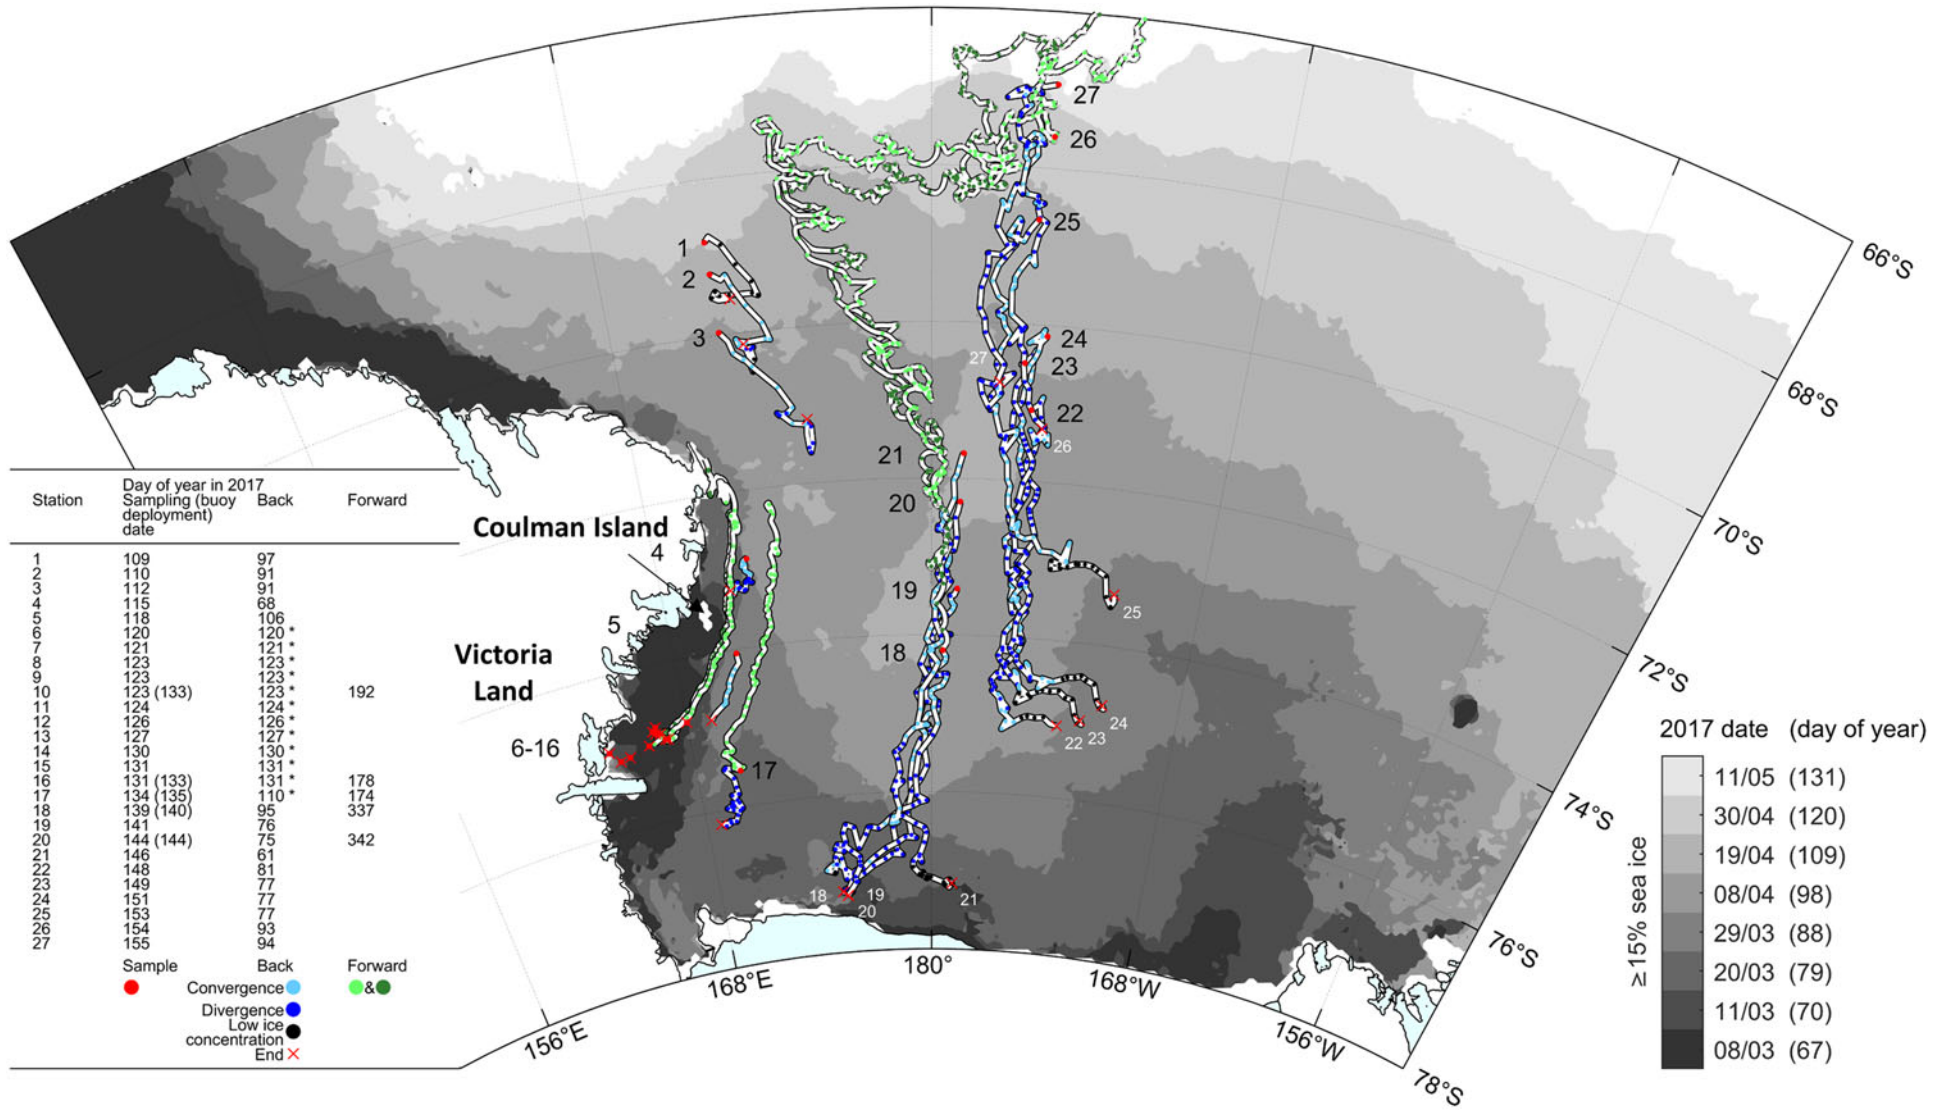 27
26
25
1
2
3
24
27
23
22
26
21
20
19
18
25
24
23
22
17
18
19
20
21
Coulman Island
4
5
Victoria
Land
6-16
66°S
68°S
70°S
72°S
74°S
76°S
78°S
156°E
168°E
180°
168°W
156°W
Day of year in 2017
Station Sampling (buoy deployment) date Back Forward
1 109 97
2 110 91
3 112 91
4 115 68
5 118 106
6 120 120 *
7 121 121 *
8 123 123 *
9 123 123 *
10 123 (133) 123 * 192
11 124 124 *
12 126 126 *
13 127 127 *
14 130 130 *
15 131 131 *
16 131 (133) 131 * 178
17 134 (135) 110 * 174
18 139 (140) 95 337
19 141 76
20 144 (144) 75 342
21 146 61
22 148 81
23 149 77
24 151 77
25 153 77
26 154 93
27 155 94
Sample Back Forward
Convergence &
Divergence
Low ice
concentration
End
2017 date (day of year)
≥15% sea ice
11/05 (131)
30/04 (120)
19/04 (109)
08/04 (98)
29/03 (88)
20/03 (79)
11/03 (70)
08/03 (67)